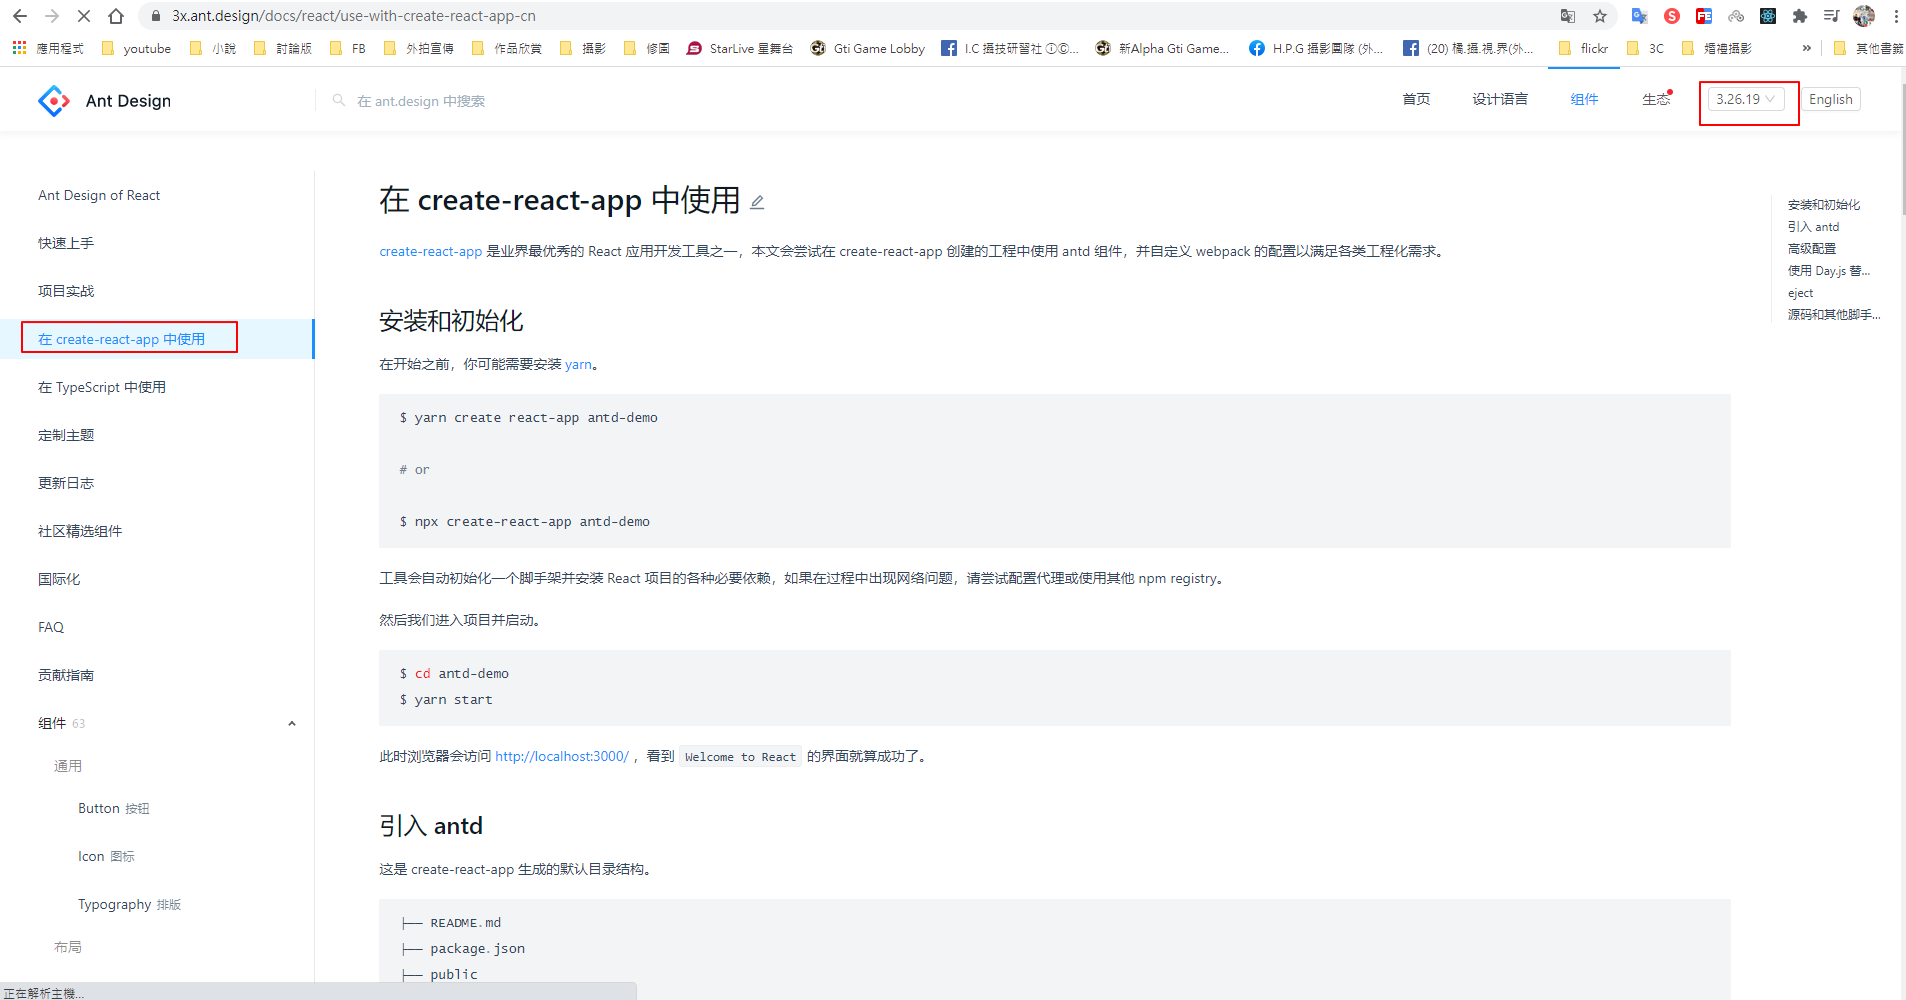 3x.ant.design/docs/react/use-with-create-react-app-cn
應用程式
youtube
小說
討論版
FB
外拍宣傳
作品欣賞
攝影
修圖
StarLive 星舞台
Gti Game Lobby
I.C 攝技研習社 ⒾⒸ...
新Alpha Gti Game...
H.P.G 攝影團隊 (外...
(20) 橘.攝.視.界(外...
flickr
3C
婚禮攝影
»
其他書籤
Ant Design
在 ant.design 中搜索
首页
设计语言
组件
生态
3.26.19
English
Ant Design of React
快速上手
项目实战
在 create-react-app 中使用
在 TypeScript 中使用
定制主题
更新日志
社区精选组件
国际化
FAQ
贡献指南
组件 63
通用
Button 按钮
Icon 图标
Typography 排版
布局
在 create-react-app 中使用
create-react-app 是业界最优秀的 React 应用开发工具之一，本文会尝试在 create-react-app 创建的工程中使用 antd 组件，并自定义 webpack 的配置以满足各类工程化需求。
安装和初始化
在开始之前，你可能需要安装 yarn。
$ yarn create react-app antd-demo
# or
$ npx create-react-app antd-demo
工具会自动初始化一个脚手架并安装 React 项目的各种必要依赖，如果在过程中出现网络问题，请尝试配置代理或使用其他 npm registry。
然后我们进入项目并启动。
$ cd antd-demo
$ yarn start
此时浏览器会访问 http://localhost:3000/ ，看到 Welcome to React 的界面就算成功了。
引入 antd
这是 create-react-app 生成的默认目录结构。
├── README.md
├── package.json
├── public
安装和初始化
引入 antd
高级配置
使用 Day.js 替...
eject
源码和其他脚手...
正在解析主機...